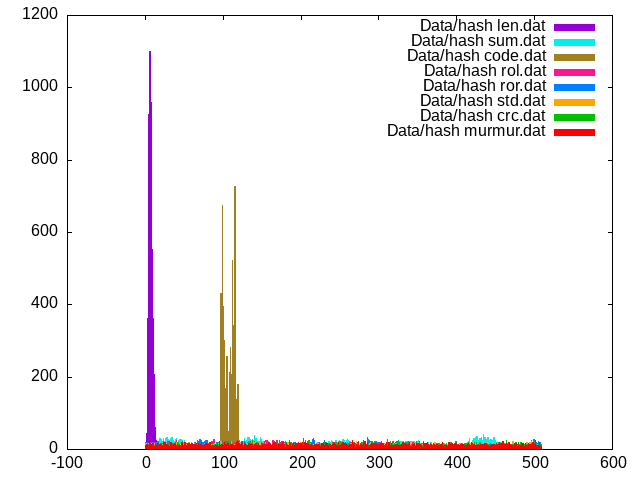 1200
1000
800
600
400
200
0
-100 0 100 200 300 400 500 600
Data/hash len.dat
Data/hash sum.dat
Data/hash code.dat
Data/hash rol.dat
Data/hash ror.dat
Data/hash std.dat
Data/hash crc.dat
Data/hash murmur.dat